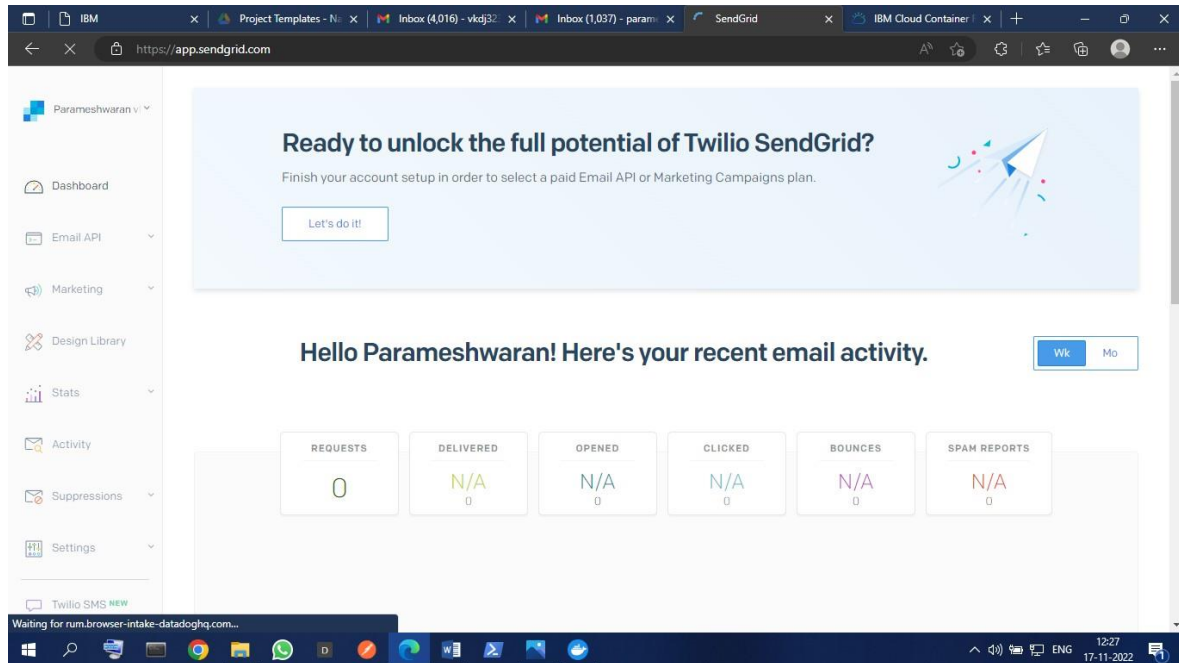 IBM
Project Templates - Na
Inbox (4,016) - vkdj32
Inbox (1,037) - param
SendGrid
IBM Cloud Container
https://app.sendgrid.com
Parameshwaran
Ready to unlock the full potential of Twilio SendGrid?
Finish your account setup in order to select a paid Email API or Marketing Campaigns plan.
Let's do it!
Dashboard
Email API
Marketing
Design Library
Stats
Activity
Suppressions
Settings
Twilio SMS NEW
Hello Parameshwaran! Here's your recent email activity.
Wk Mo
REQUESTS DELIVERED OPENED CLICKED BOUNCES SPAM REPORTS
0 N/A N/A N/A N/A N/A
0 0 0 0 0
Waiting for rum.browser-intake-datadoghq.com...
ENG
12:27
17-11-2022